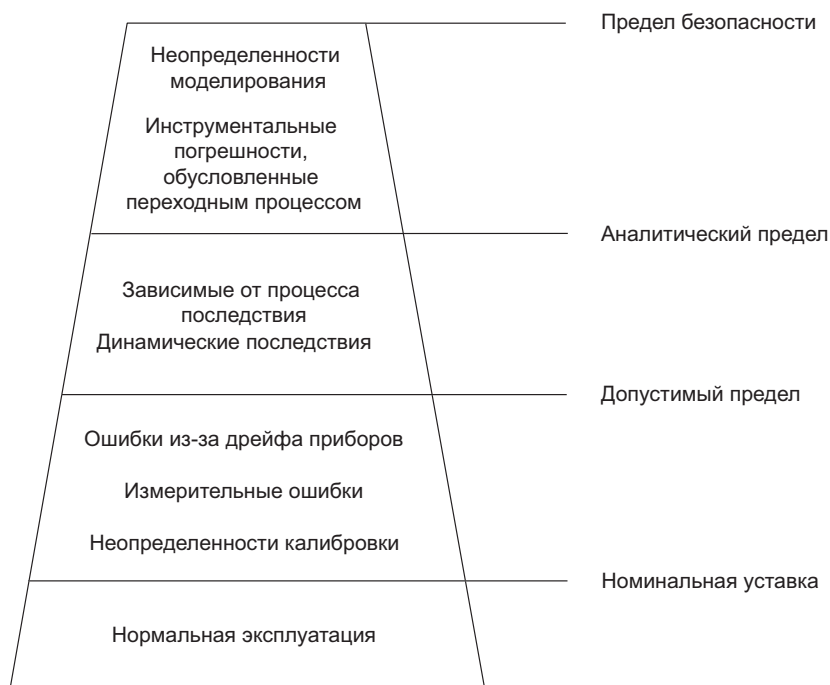 Предел безопасности
Неопределенности
моделирования
Инструментальные
погрешности,
обусловленные
переходным процессом
Аналитический предел
Зависимые от процесса
последствия
Динамические последствия
Допустимый предел
Ошибки из-за дрейфа приборов
Измерительные ошибки
Неопределенности калибровки
Номинальная уставка
Нормальная эксплуатация